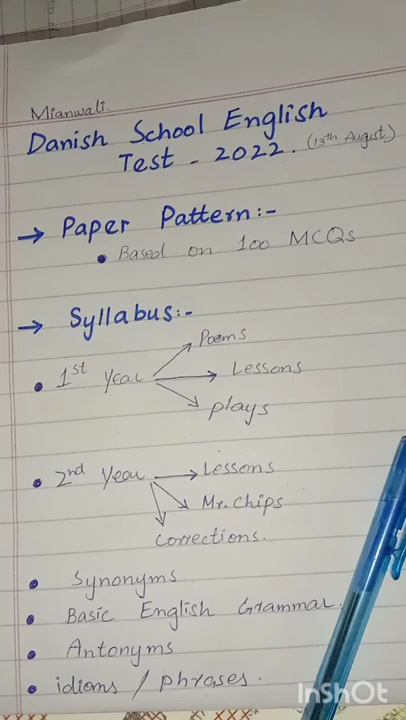 Mianwali.
Danish School English
Test - 2022. (13th August)
→ Paper Pattern:-
• Based on 100 MCQs
→ Syllabus:-
Poems
• 1st Year → Lessons
plays
• 2nd Year → Lessons
Mr. Chips
Corrections.
• Synonyms
• Basic English Grammar.
• Antonyms
• idioms / phrases.
InShOt